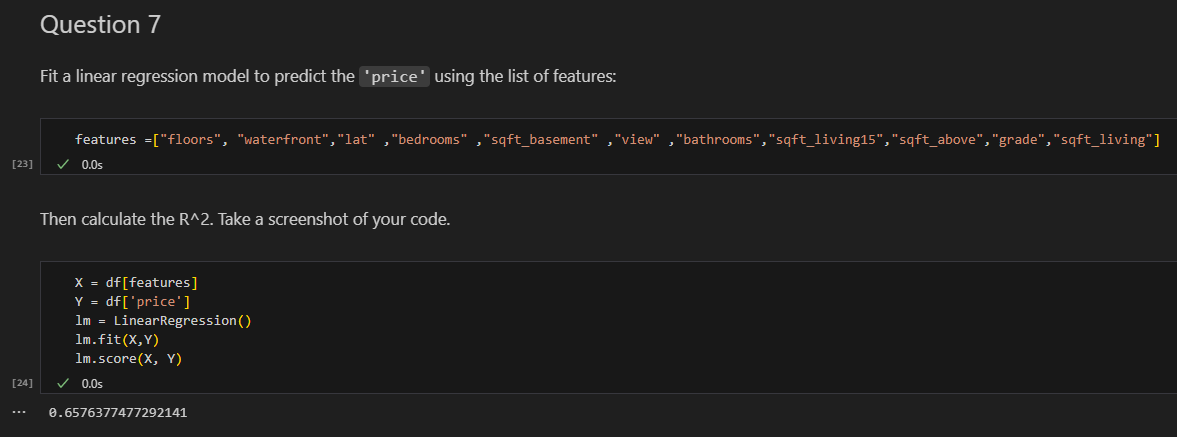 Question 7
Fit a linear regression model to predict the 'price' using the list of features:
features =["floors", "waterfront","lat" ,"bedrooms" ,"sqft_basement" ,"view" ,"bathrooms","sqft_living15","sqft_above","grade","sqft_living"]
[23] ✓ 0.0s
Then calculate the R^2. Take a screenshot of your code.
X = df[features]
Y = df['price']
lm = LinearRegression()
lm.fit(X,Y)
lm.score(X, Y)
[24] ✓ 0.0s
··· 0.6576377477292141